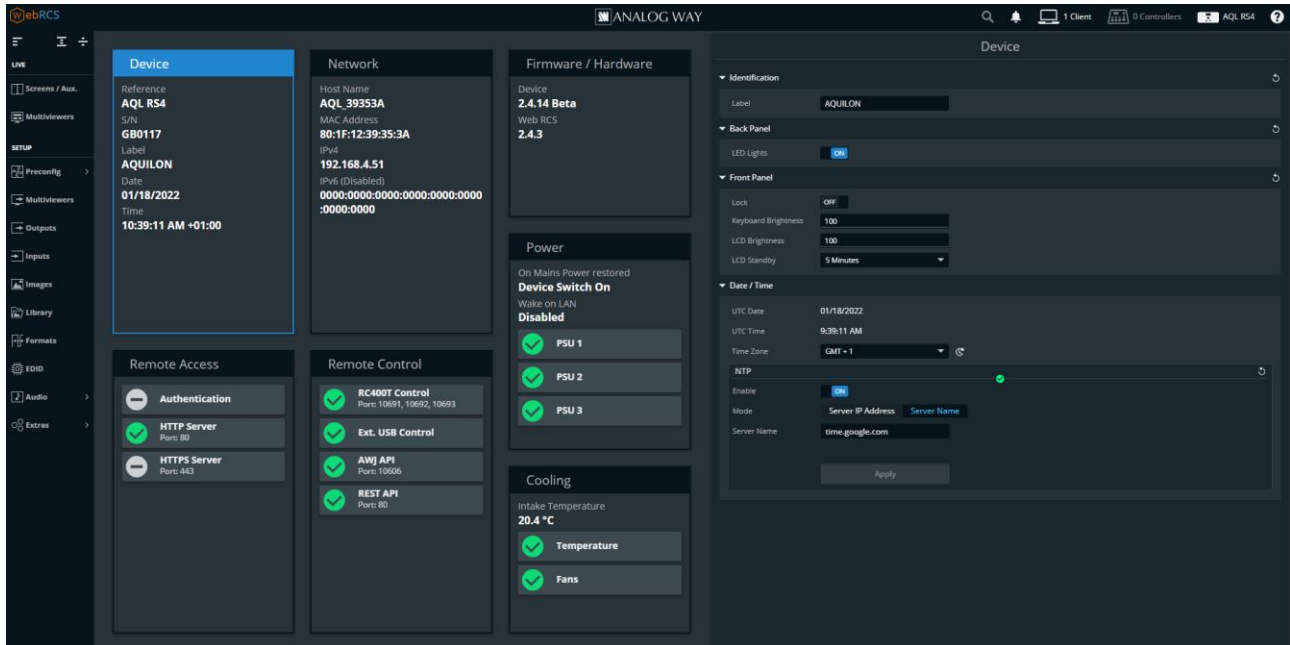 WebRCS
ANALOG WAY
1 Client
0 Controllers
AQL RS4
LIVE
Screens / Aux.
Multiviewers
SETUP
Preconfig
Multiviewers
Outputs
Inputs
Images
Library
Formats
EDID
Audio
Extras
Device
Reference
AQL RS4
S/N
GB0117
Label
AQUILON
Date
01/18/2022
Time
10:39:11 AM +01:00
Network
Host Name
AQL_39353A
MAC Address
80:1F:12:39:35:3A
IPv4
192.168.4.51
IPv6 (Disabled)
0000:0000:0000:0000:0000:0000
:0000:0000
Firmware / Hardware
Device
2.4.14 Beta
Web RCS
2.4.3
Power
On Mains Power restored
Device Switch On
Wake on LAN
Disabled
PSU 1
PSU 2
PSU 3
Remote Access
Authentication
HTTP Server
Port: 80
HTTPS Server
Port: 443
Remote Control
RC400T Control
Port: 10691, 10692, 10693
Ext. USB Control
AWJ API
Port: 10606
REST API
Port: 80
Cooling
Intake Temperature
20.4 °C
Temperature
Fans
Device
Identification
Label AQUILON
Back Panel
LED Lights ON
Front Panel
Lock OFF
Keyboard Brightness 100
LCD Brightness 100
LCD Standby 5 Minutes
Date / Time
UTC Date 01/18/2022
UTC Time 9:39:11 AM
Time Zone GMT + 1
NTP
Enable ON
Mode Server IP Address Server Name
Server Name time.google.com
Apply